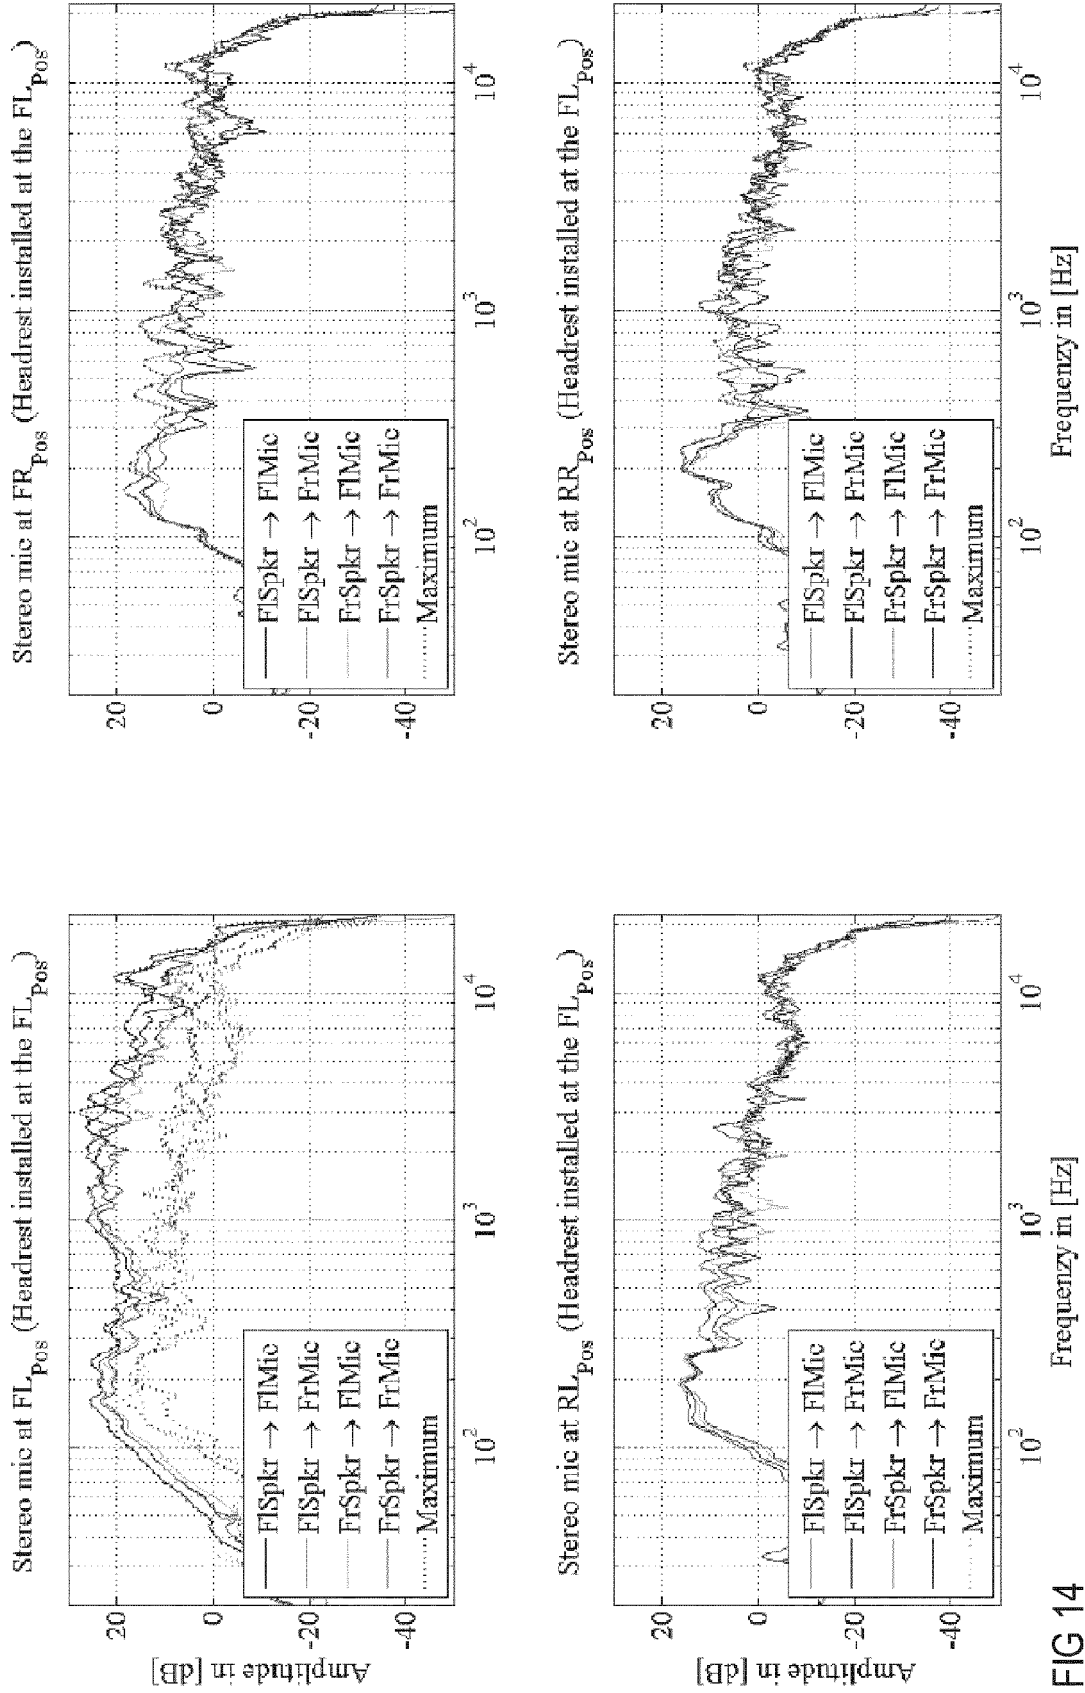 Stereo mic at FL_Pos (Headrest installed at the FL_Pos)
Amplitude in [dB]
20
0
-20
-40
10^2
10^3
10^4
FlSpkr → FlMic
FlSpkr → FrMic
FrSpkr → FlMic
FrSpkr → FrMic
Maximum
Stereo mic at FR_Pos (Headrest installed at the FL_Pos)
20
0
-20
-40
10^2
10^3
10^4
FlSpkr → FlMic
FlSpkr → FrMic
FrSpkr → FlMic
FrSpkr → FrMic
Maximum
Stereo mic at RL_Pos (Headrest installed at the FL_Pos)
Amplitude in [dB]
20
0
-20
-40
10^2
10^3
10^4
Frequenzy in [Hz]
FlSpkr → FlMic
FlSpkr → FrMic
FrSpkr → FlMic
FrSpkr → FrMic
Maximum
Stereo mic at RR_Pos (Headrest installed at the FL_Pos)
20
0
-20
-40
10^2
10^3
10^4
Frequenzy in [Hz]
FlSpkr → FlMic
FlSpkr → FrMic
FrSpkr → FlMic
FrSpkr → FrMic
Maximum
FIG 14